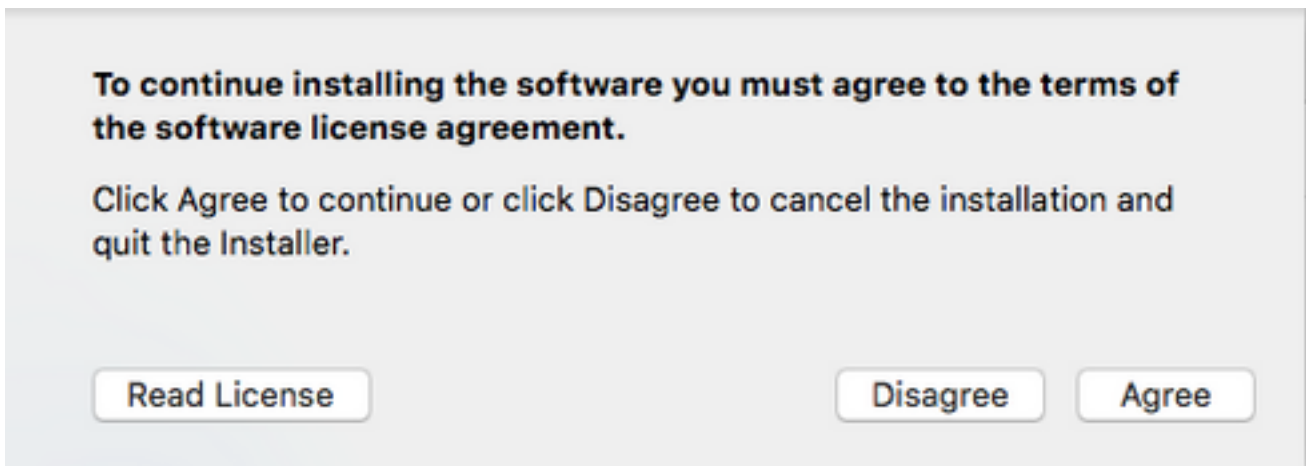 To continue installing the software you must agree to the terms of
the software license agreement.
Click Agree to continue or click Disagree to cancel the installation and
quit the Installer.
Read License Disagree Agree